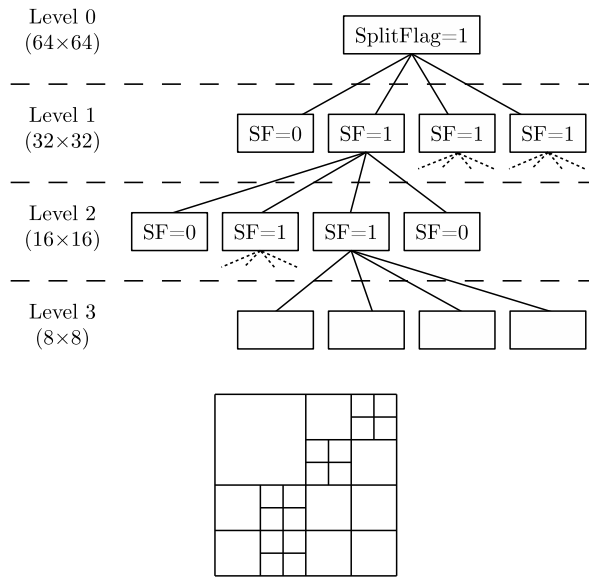 Level 0
(64×64)
SplitFlag=1
Level 1
(32×32)
SF=0 SF=1 SF=1 SF=1
Level 2
(16×16)
SF=0 SF=1 SF=1 SF=0
Level 3
(8×8)